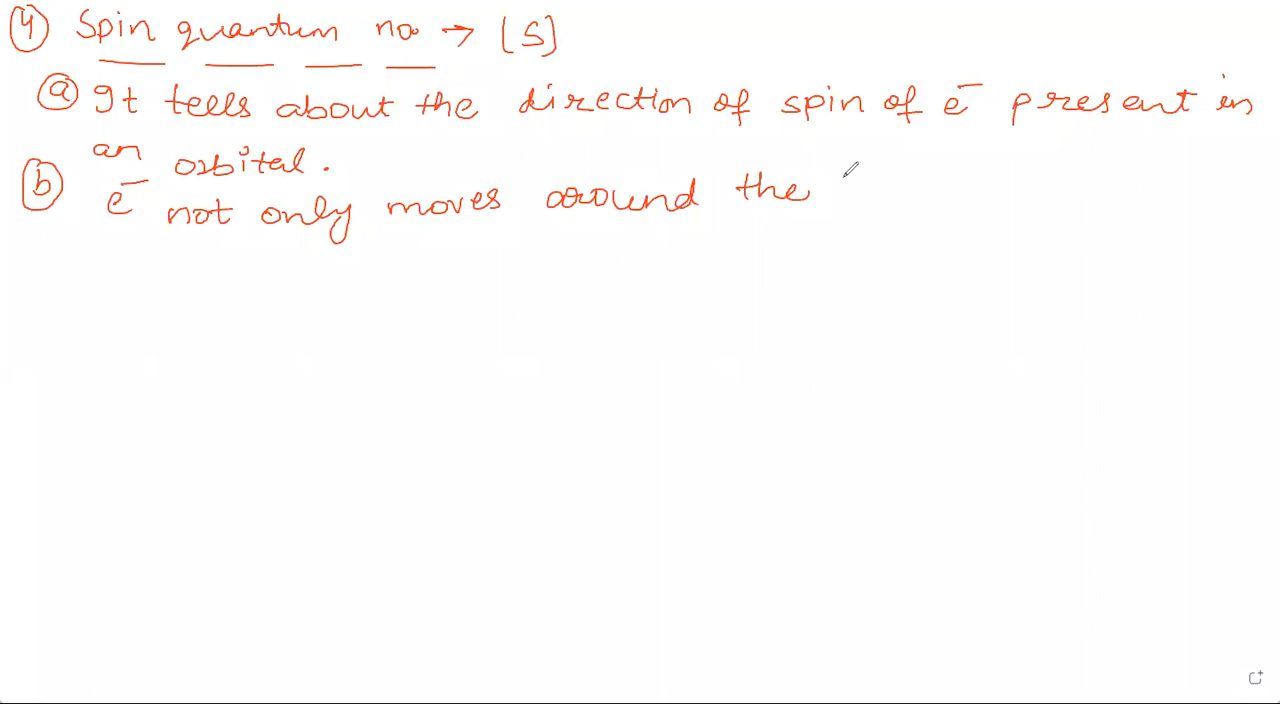 ④ Spin quantum no → [S]
ⓐ It tells about the direction of spin of e⁻ present in
an orbital.
ⓑ e⁻ not only moves around the